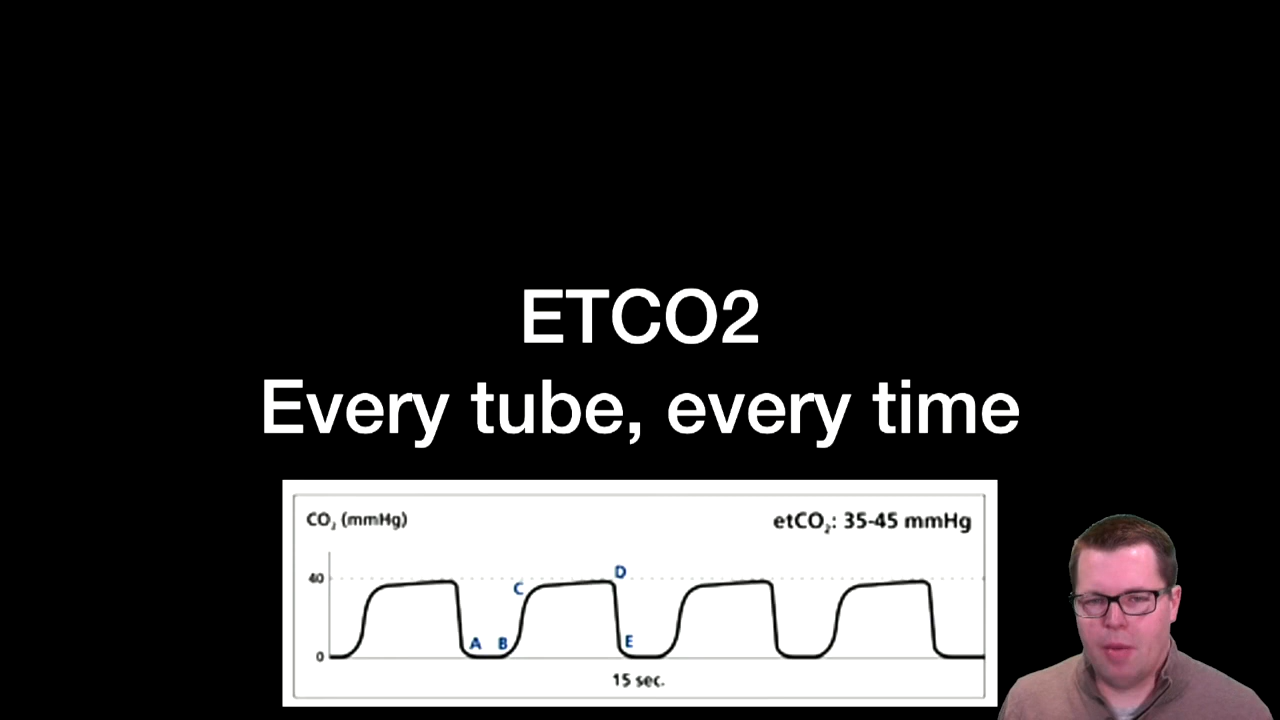 ETCO2
Every tube, every time
CO₂ (mmHg)
etCO₂: 35-45 mmHg
40
D
C
A
B
E
0
15 sec.